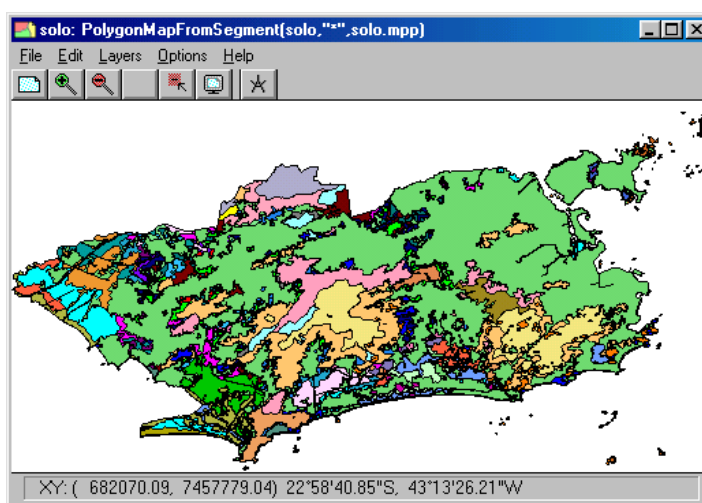 solo: PolygonMapFromSegment(solo,"*",solo.mpp)
File Edit Layers Options Help
XY: ( 682070.09, 7457779.04) 22°58'40.85"S, 43°13'26.21"W